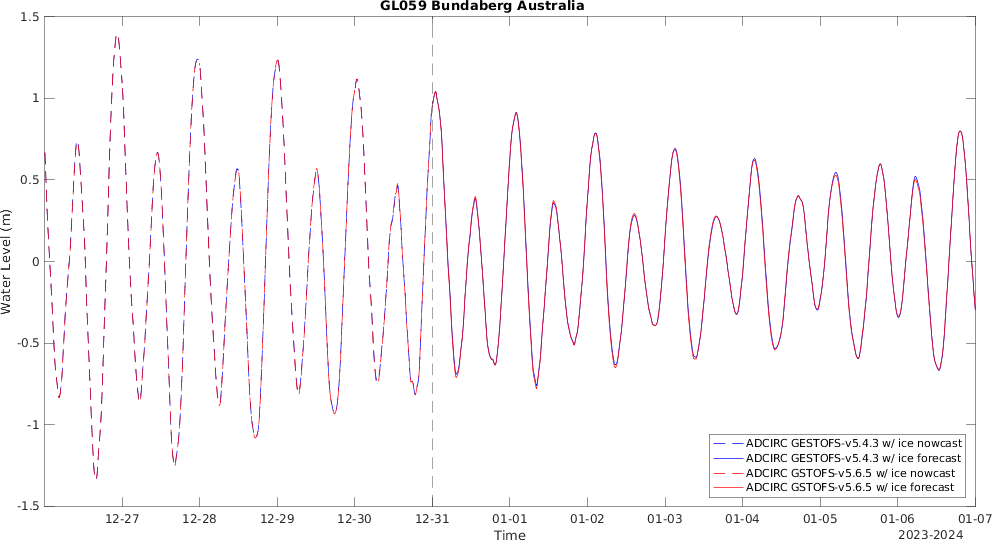 GL059 Bundaberg Australia
1.5
1
0.5
0
-0.5
-1
-1.5
Water Level (m)
ADCIRC GESTOFS-v5.4.3 w/ ice nowcast
ADCIRC GESTOFS-v5.4.3 w/ ice forecast
ADCIRC GSTOFS-v5.6.5 w/ ice nowcast
ADCIRC GSTOFS-v5.6.5 w/ ice forecast
12-27 12-28 12-29 12-30 12-31 01-01 01-02 01-03 01-04 01-05 01-06 01-07
Time
2023-2024